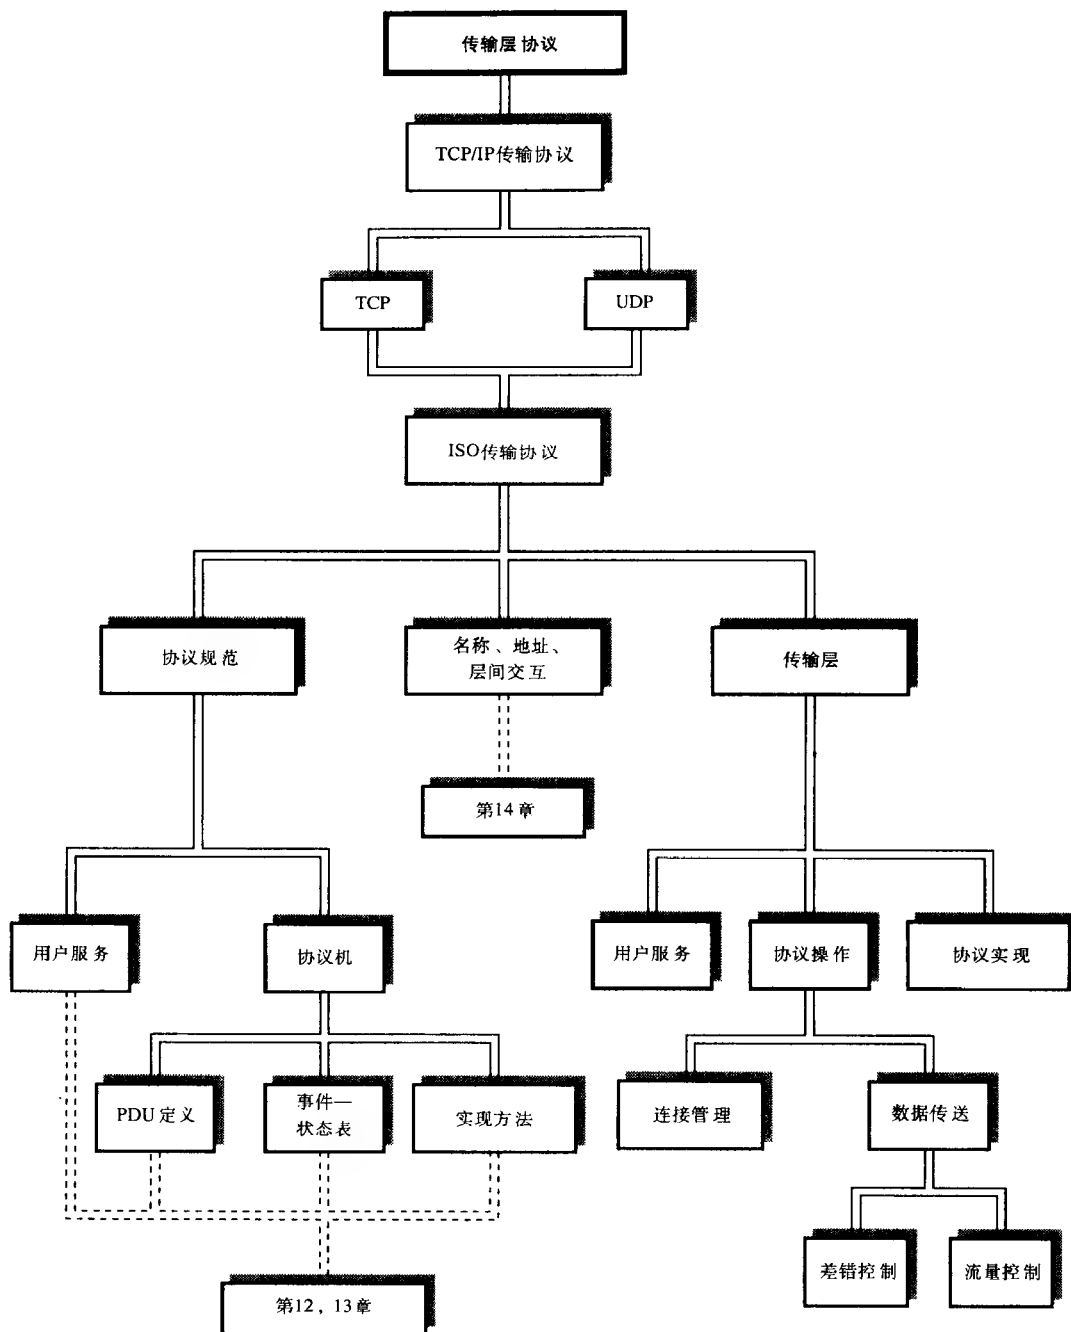 传输层协议
TCP/IP传输协议
TCP
UDP
ISO传输协议
协议规范
名称、地址、
层间交互
传输层
第14章
用户服务
协议机
用户服务
协议操作
协议实现
PDU定义
事件—
状态表
实现方法
连接管理
数据传送
差错控制
流量控制
第12，13章